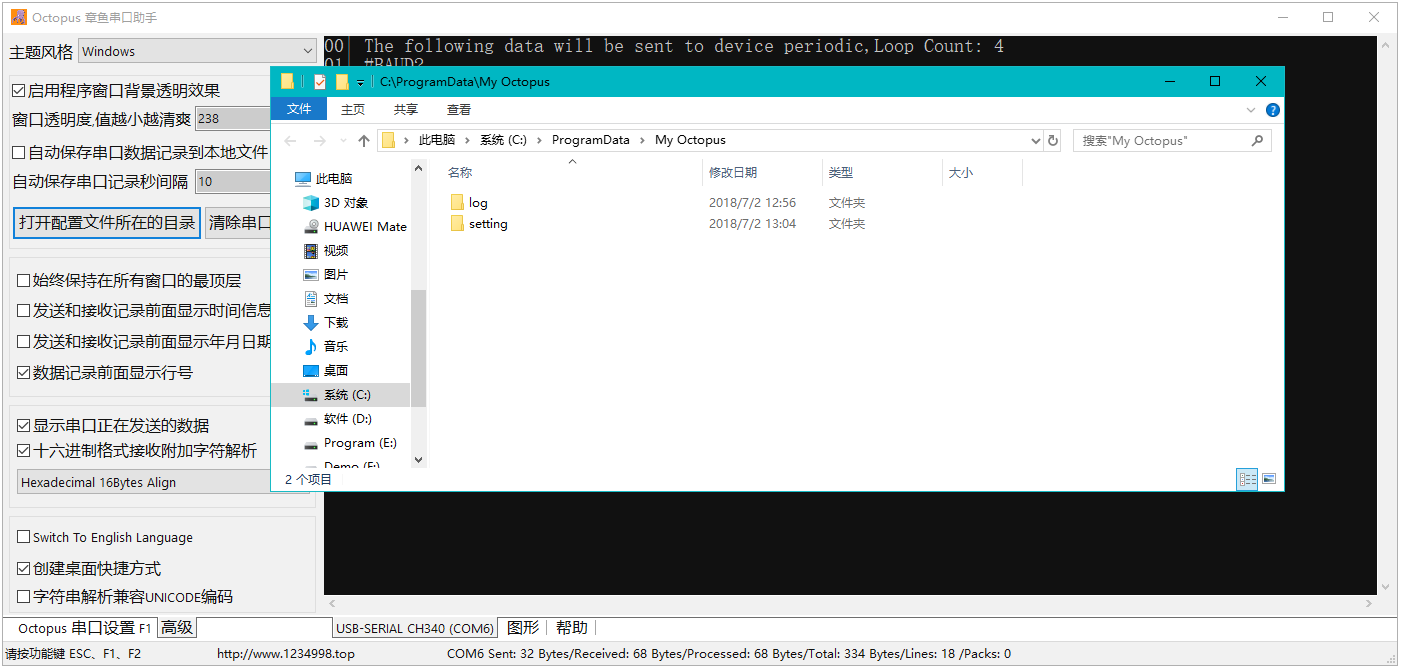 Octopus 章鱼串口助手
主题风格 Windows
启用程序窗口背景透明效果
窗口透明度,值越小越清爽 238
自动保存串口数据记录到本地文件
自动保存串口记录秒间隔 10
打开配置文件所在的目录 清除串口
始终保持在所有窗口的最顶层
发送和接收记录前面显示时间信息
发送和接收记录前面显示年月日期
数据记录前面显示行号
显示串口正在发送的数据
十六进制格式接收附加字符解析
Hexadecimal 16Bytes Align
Switch To English Language
创建桌面快捷方式
字符串解析兼容UNICODE编码
00 The following data will be sent to device periodic,Loop Count: 4
01 #BAUD?
C:\ProgramData\My Octopus
文件 主页 共享 查看
此电脑 系统 (C:) ProgramData My Octopus
搜索"My Octopus"
此电脑
3D 对象
HUAWEI Mate
视频
图片
文档
下载
音乐
桌面
系统 (C:)
软件 (D:)
Program (E:)
Demo (F:)
名称 修改日期 类型 大小
log 2018/7/2 12:56 文件夹
setting 2018/7/2 13:04 文件夹
2 个项目
Octopus 串口设置 F1 高级 USB-SERIAL CH340 (COM6) 图形 帮助
请按功能键 ESC、F1、F2 http://www.1234998.top COM6 Sent: 32 Bytes/Received: 68 Bytes/Processed: 68 Bytes/Total: 334 Bytes/Lines: 18 /Packs: 0